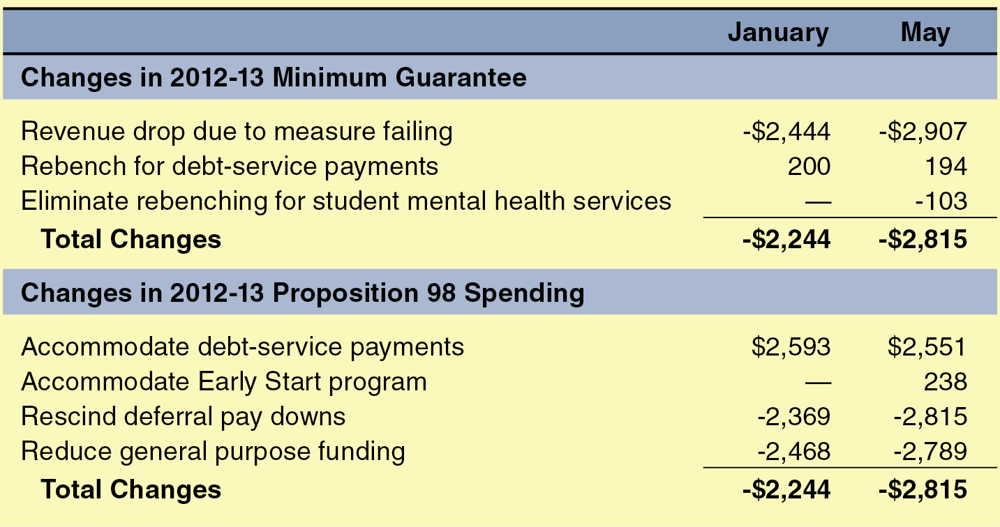 January May
Changes in 2012-13 Minimum Guarantee
Revenue drop due to measure failing -$2,444 -$2,907
Rebench for debt-service payments 200 194
Eliminate rebenching for student mental health services — -103
Total Changes -$2,244 -$2,815
Changes in 2012-13 Proposition 98 Spending
Accommodate debt-service payments $2,593 $2,551
Accommodate Early Start program — 238
Rescind deferral pay downs -2,369 -2,815
Reduce general purpose funding -2,468 -2,789
Total Changes -$2,244 -$2,815